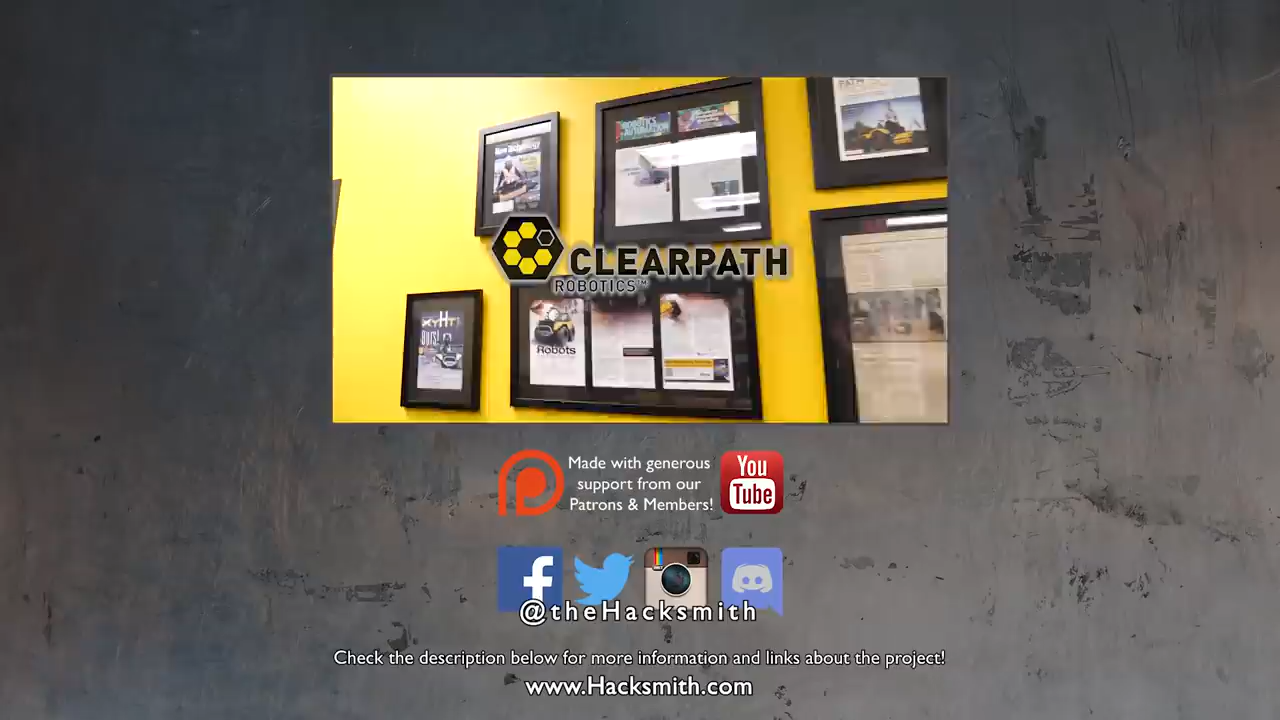 CLEARPATH
ROBOTICS™
Robots
Made with generous
support from our
Patrons & Members!
You
Tube
@theHacksmith
Check the description below for more information and links about the project!
www.Hacksmith.com